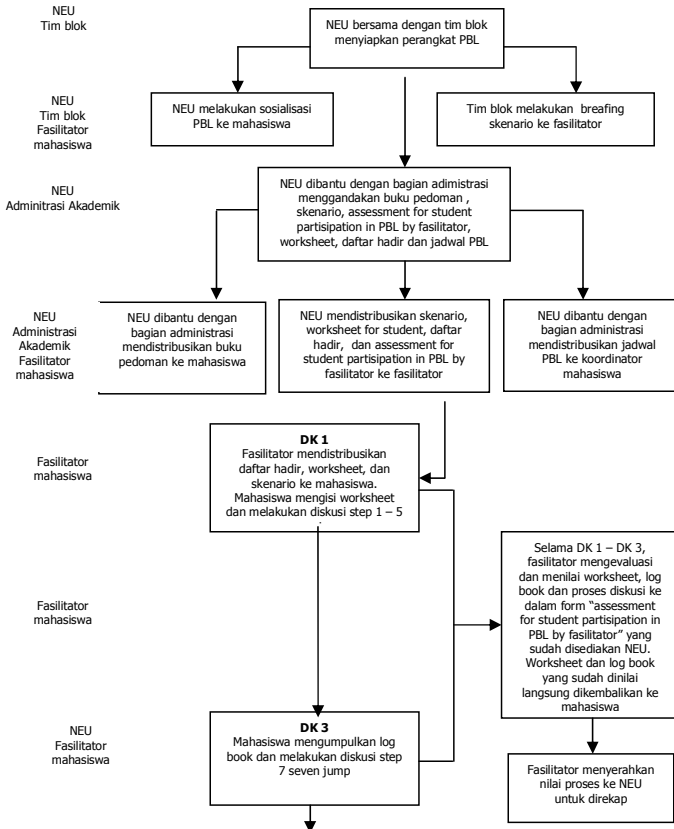 NEU
Tim blok
NEU bersama dengan tim blok
menyiapkan perangkat PBL
NEU
Tim blok
Fasilitator
mahasiswa
NEU melakukan sosialisasi
PBL ke mahasiswa
Tim blok melakukan breafing
skenario ke fasilitator
NEU
Adminitrasi Akademik
NEU dibantu dengan bagian adimistrasi
menggandakan buku pedoman ,
skenario, assessment for student
partisipation in PBL by fasilitator,
worksheet, daftar hadir dan jadwal PBL
NEU
Administrasi
Akademik
Fasilitator
mahasiswa
NEU dibantu dengan
bagian administrasi
mendistribusikan buku
pedoman ke mahasiswa
NEU mendistribusikan skenario,
worksheet for student, daftar
hadir, dan assessment for
student partisipation in PBL by
fasilitator ke fasilitator
NEU dibantu dengan
bagian administrasi
mendistribusikan jadwal
PBL ke koordinator
mahasiswa
Fasilitator
mahasiswa
DK 1
Fasilitator mendistribusikan
daftar hadir, worksheet, dan
skenario ke mahasiswa.
Mahasiswa mengisi worksheet
dan melakukan diskusi step 1 – 5
.
Fasilitator
mahasiswa
Selama DK 1 – DK 3,
fasilitator mengevaluasi
dan menilai worksheet, log
book dan proses diskusi ke
dalam form “assessment
for student partisipation in
PBL by fasilitator” yang
sudah disediakan NEU.
Worksheet dan log book
yang sudah dinilai
langsung dikembalikan ke
mahasiswa
NEU
Fasilitator
mahasiswa
DK 3
Mahasiswa mengumpulkan log
book dan melakukan diskusi step
7 seven jump
Fasilitator menyerahkan
nilai proses ke NEU
untuk direkap